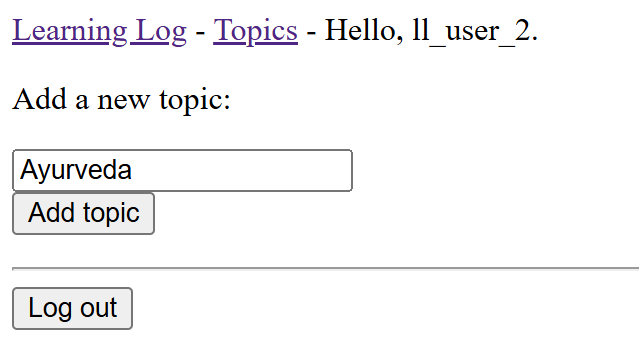 Learning Log - Topics - Hello, ll_user_2.
Add a new topic:
Ayurveda
Add topic
Log out